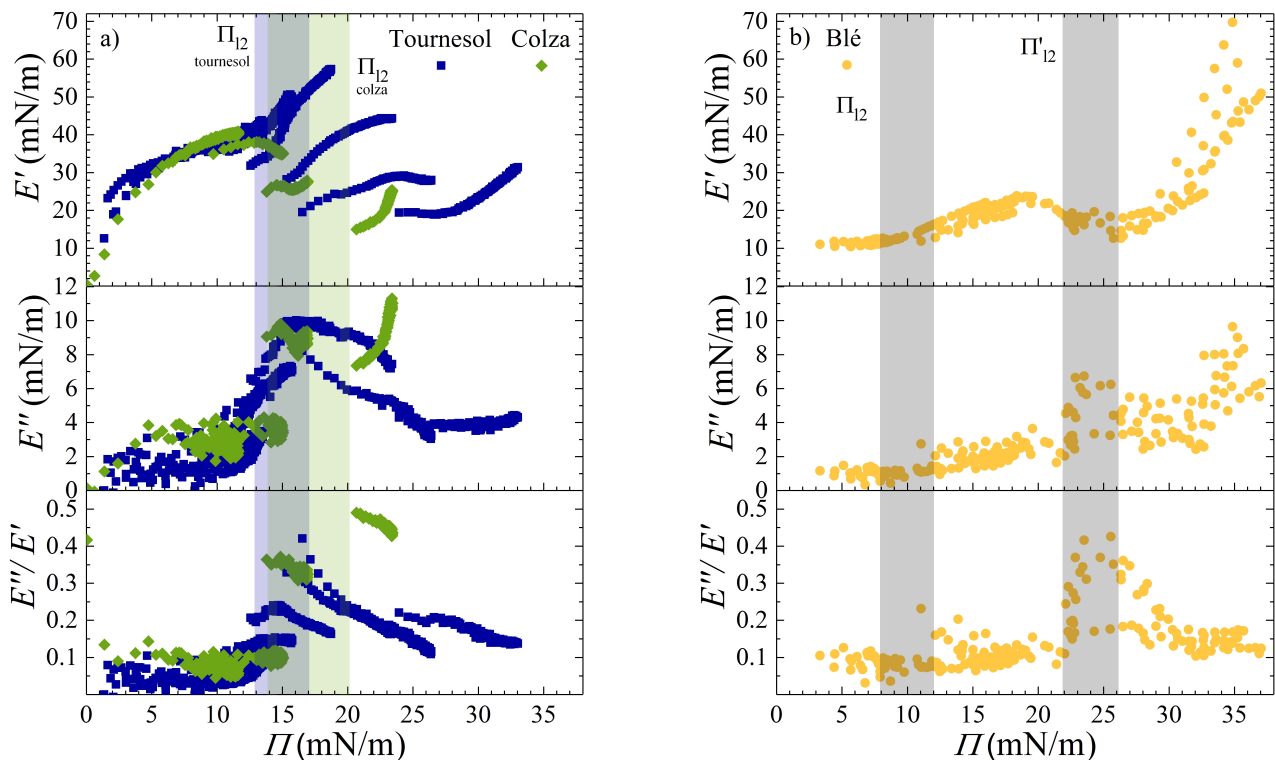 a)
Π_l2 tournesol
Tournesol
Colza
Π_l2 colza
E′ (mN/m)
70
60
50
40
30
20
10
0
E″ (mN/m)
12
10
8
6
4
2
0
E″/ E′
0.5
0.4
0.3
0.2
0.1
0 5 10 15 20 25 30 35
Π (mN/m)
b)
Blé
Π_l2
Π'_l2
E′ (mN/m)
70
60
50
40
30
20
10
0
E″ (mN/m)
12
10
8
6
4
2
0
E″/ E′
0.5
0.4
0.3
0.2
0.1
0 5 10 15 20 25 30 35
Π (mN/m)